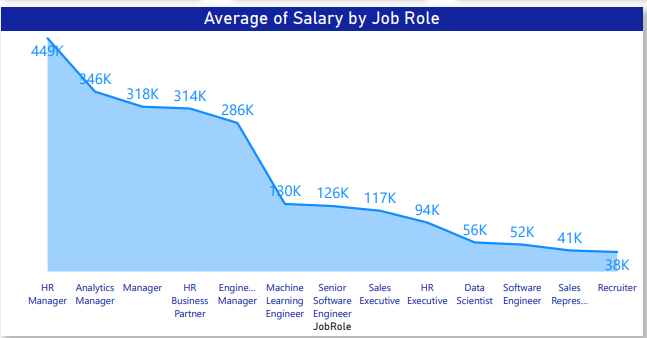 Average of Salary by Job Role
449K
346K
318K
314K
286K
130K
126K
117K
94K
56K
52K
41K
38K
HR
Manager
Analytics
Manager
Manager
HR
Business
Partner
Engine...
Manager
Machine
Learning
Engineer
Senior
Software
Engineer
Sales
Executive
HR
Executive
Data
Scientist
Software
Engineer
Sales
Repres...
Recruiter
JobRole